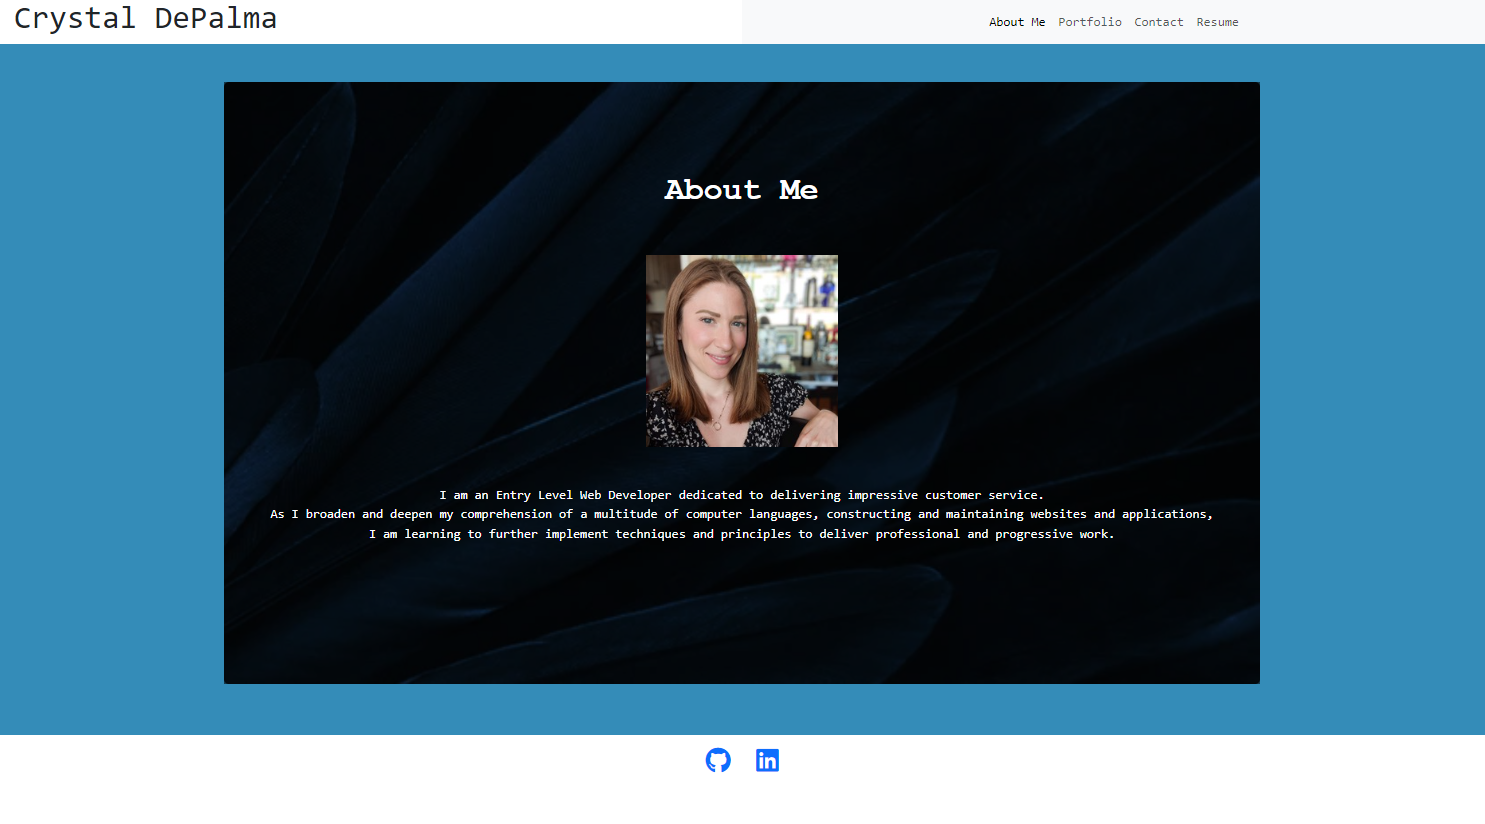 Crystal DePalma
About Me Portfolio Contact Resume
About Me
I am an Entry Level Web Developer dedicated to delivering impressive customer service.
As I broaden and deepen my comprehension of a multitude of computer languages, constructing and maintaining websites and applications,
I am learning to further implement techniques and principles to deliver professional and progressive work.
in